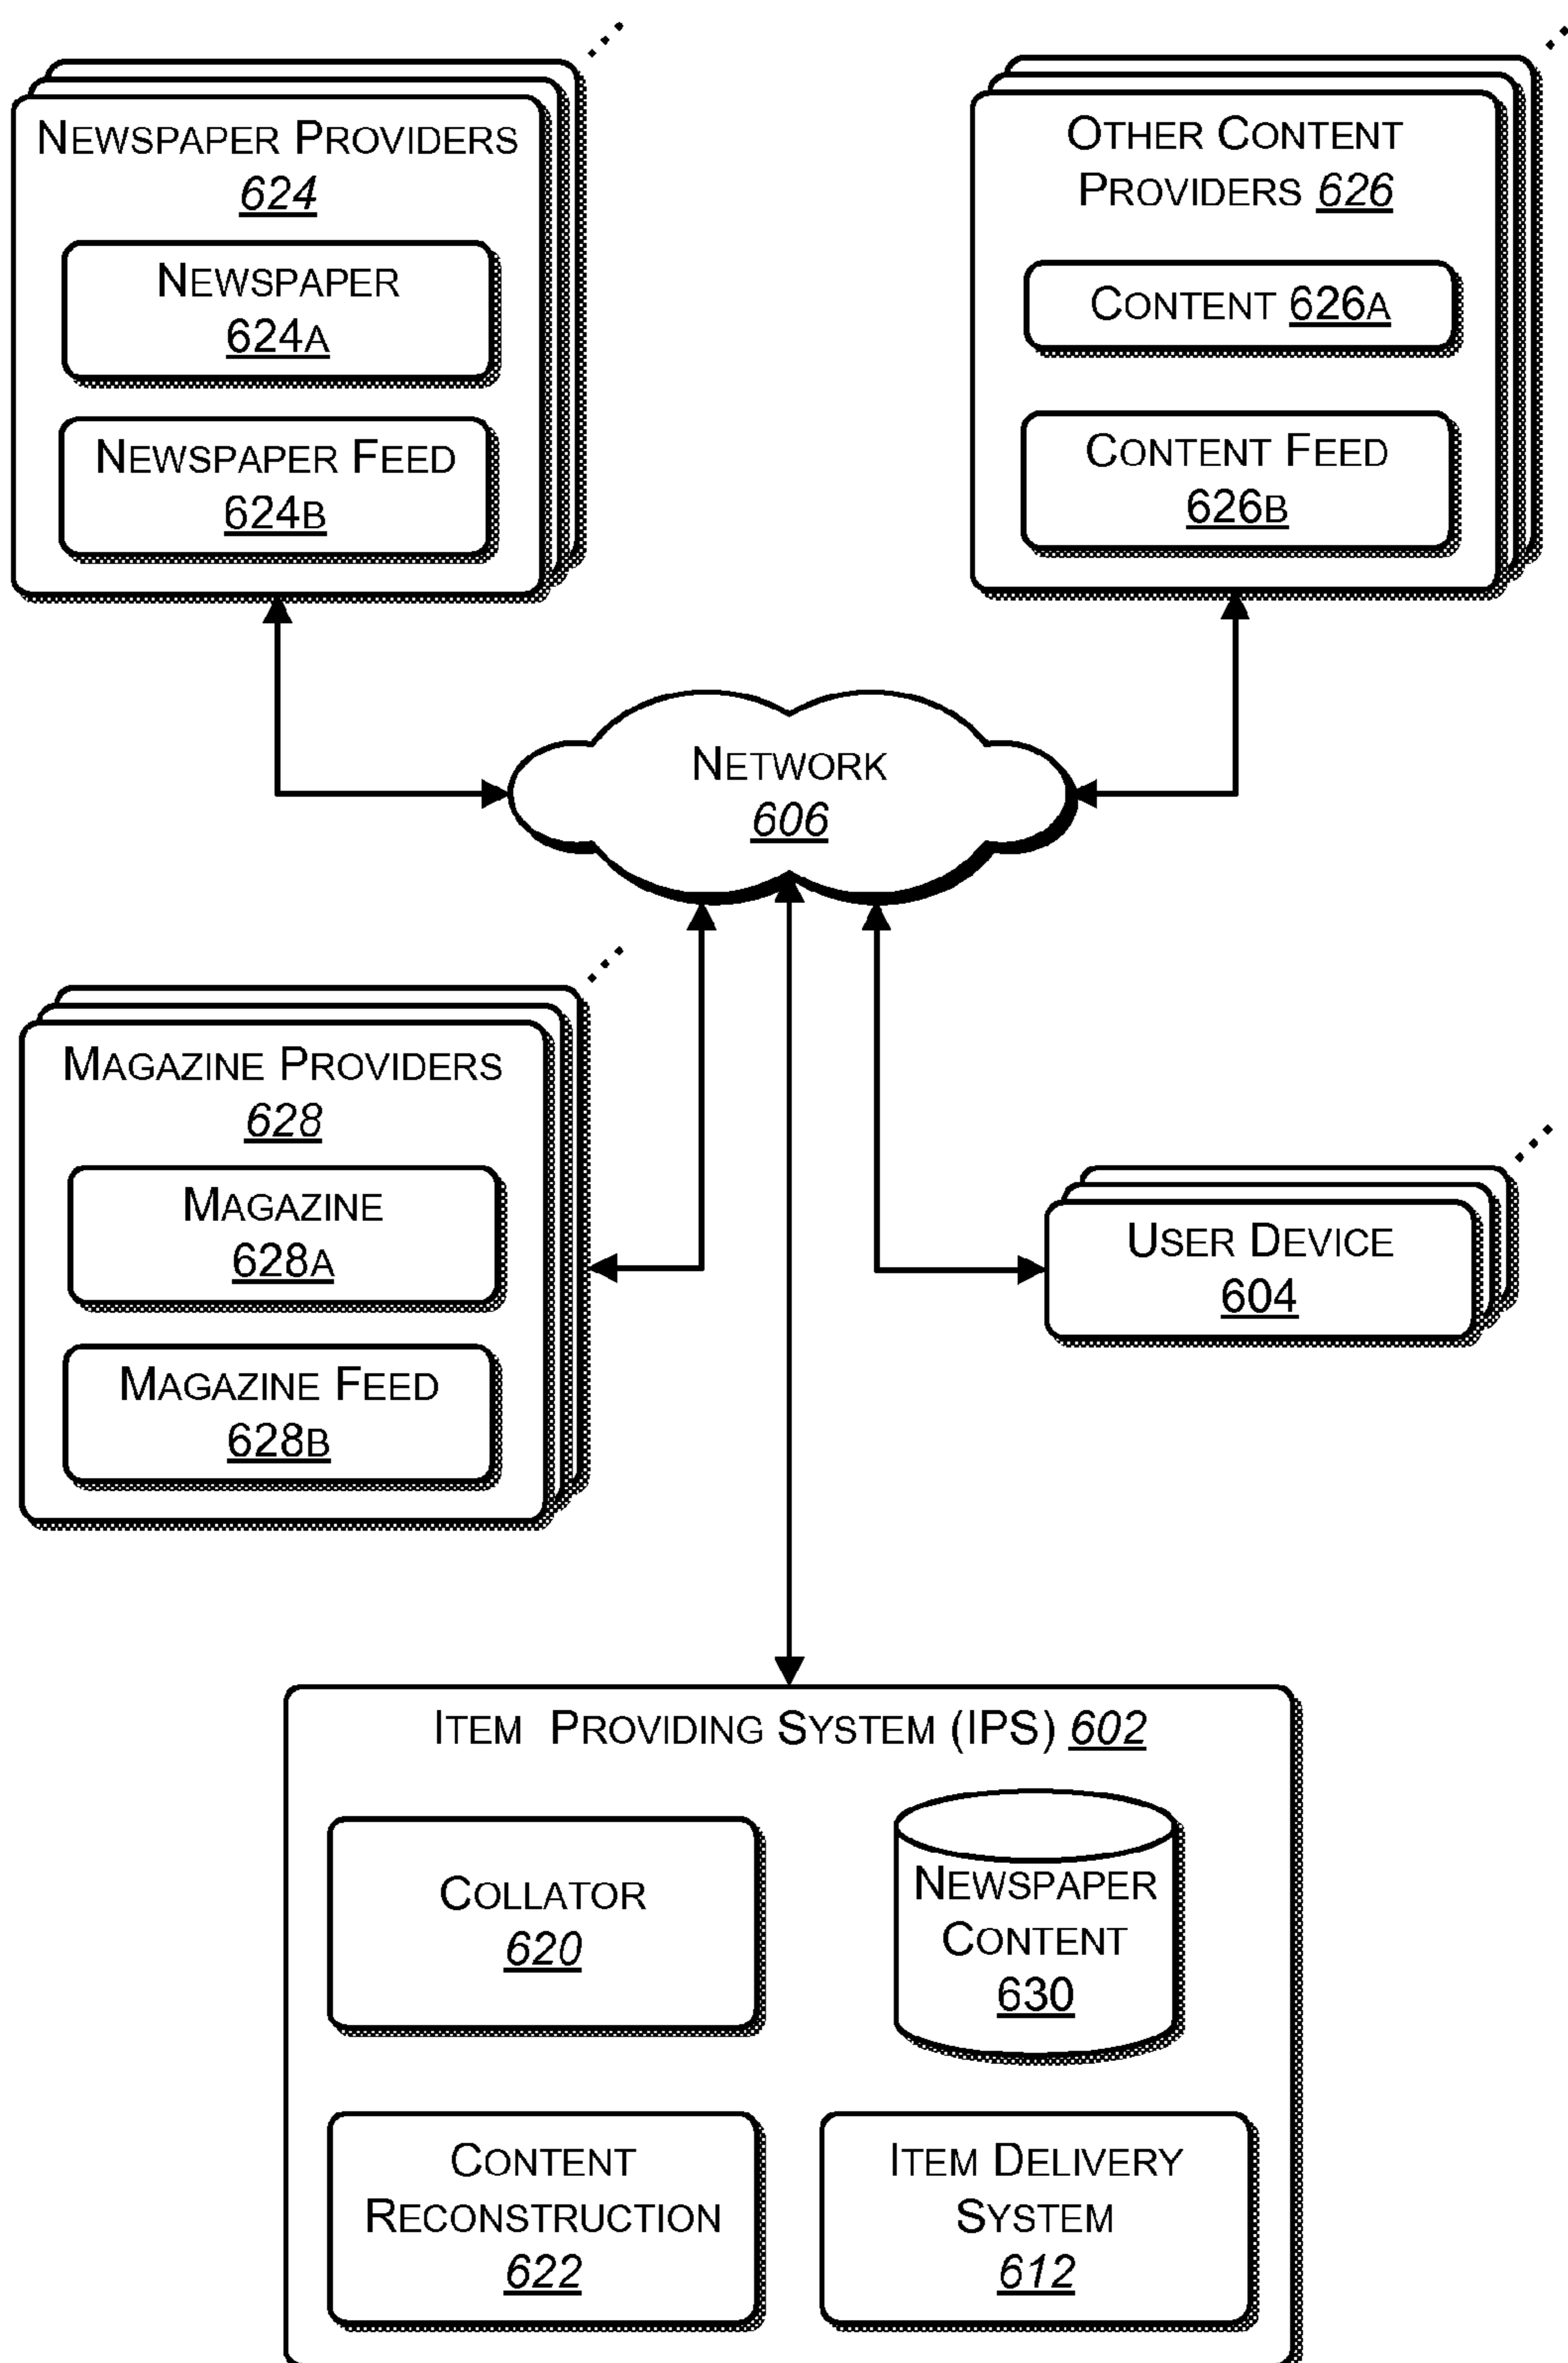 NEWSPAPER PROVIDERS
624
NEWSPAPER
624A
NEWSPAPER FEED
624B
OTHER CONTENT
PROVIDERS 626
CONTENT 626A
CONTENT FEED
626B
NETWORK
606
MAGAZINE PROVIDERS
628
MAGAZINE
628A
MAGAZINE FEED
628B
USER DEVICE
604
ITEM PROVIDING SYSTEM (IPS) 602
COLLATOR
620
NEWSPAPER
CONTENT
630
CONTENT
RECONSTRUCTION
622
ITEM DELIVERY
SYSTEM
612